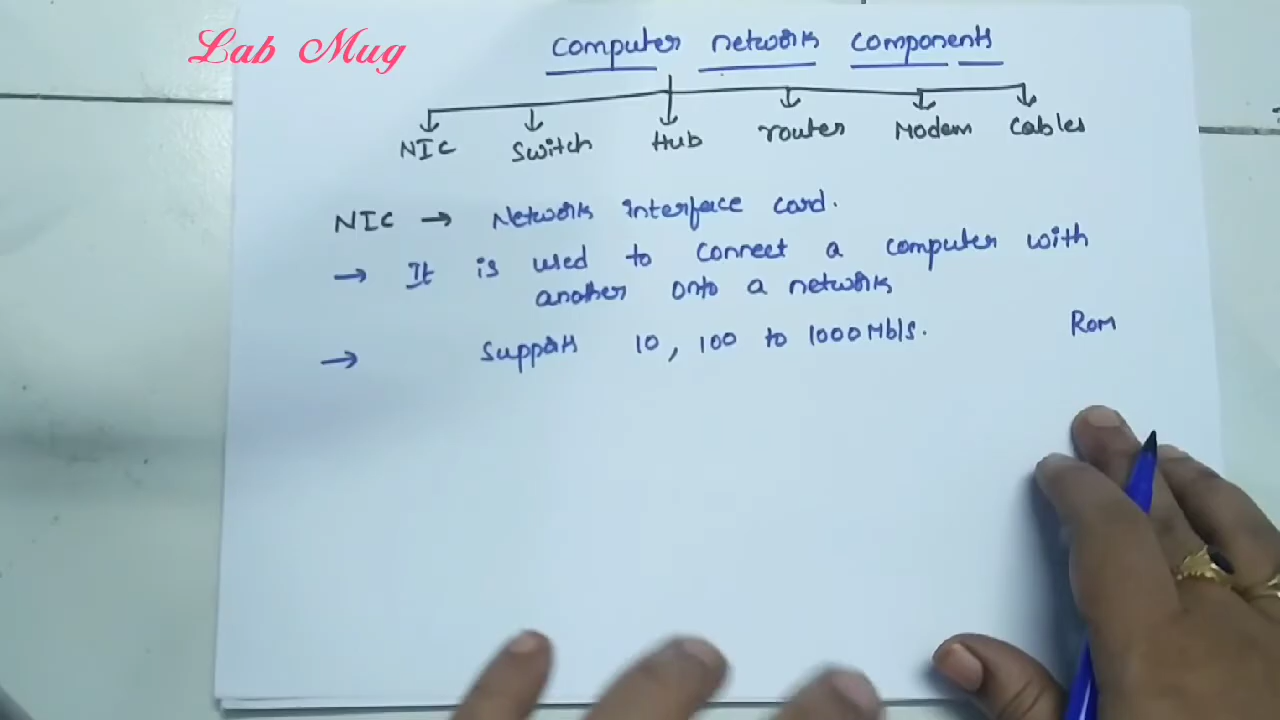 Lab Mug
Computer network components
NIC Switch Hub router Modem Cables
NIC → Network Interface card.
→ It is used to connect a computer with
another onto a network
→ Supports 10, 100 to 1000Mb/s.
Rom